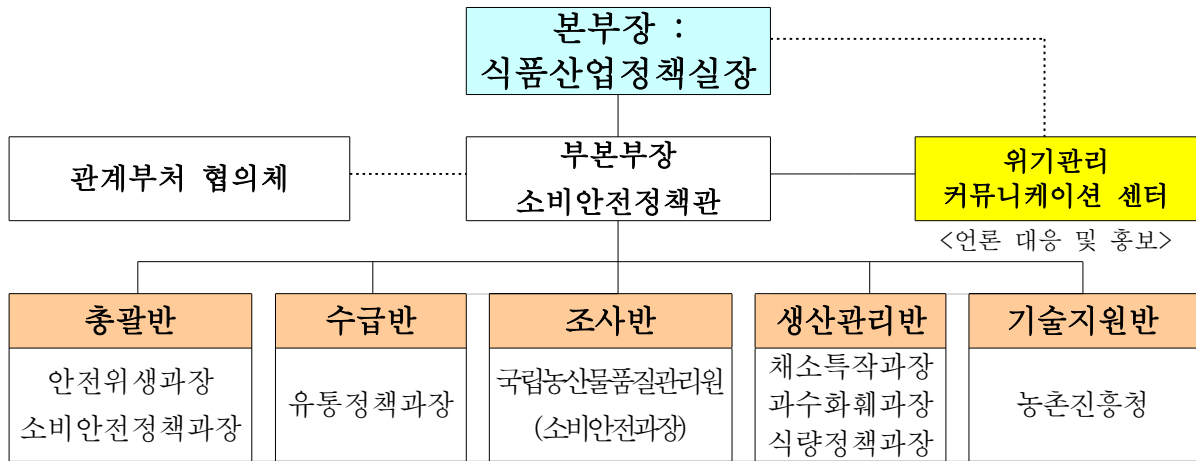 본부장 :
식품산업정책실장
관계부처 협의체
부본부장
소비안전정책관
위기관리
커뮤니케이션 센터
<언론 대응 및 홍보>
총괄반
안전위생과장
소비안전정책과장
수급반
유통정책과장
조사반
국립농산물품질관리원
(소비안전과장)
생산관리반
채소특작과장
과수화훼과장
식량정책과장
기술지원반
농촌진흥청